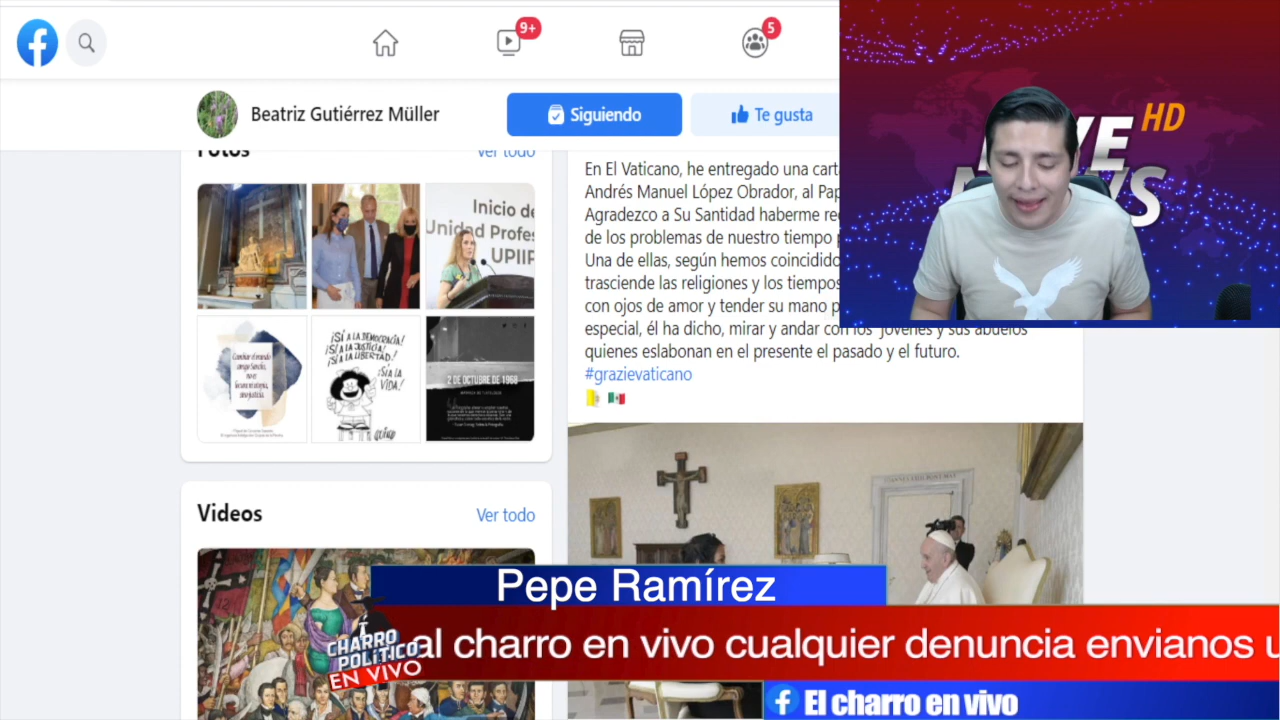 9+
5
HD
Beatriz Gutiérrez Müller
Siguiendo
Te gusta
Fotos
Ver todo
Inicio de
Unidad Profes
UPIIP
¡SÍ A LA DEMOCRACIA!
¡SÍ A LA JUSTICIA!
¡SÍ A LA LIBERTAD!
¡SÍ A LA VIDA!
QUINO
2 DE OCTUBRE DE 1968
En El Vaticano, he entregado una carta
Andrés Manuel López Obrador, al Pap
Agradezco a Su Santidad haberme re
de los problemas de nuestro tiempo
Una de ellas, según hemos coincidido
trasciende las religiones y los tiempos
con ojos de amor y tender su mano p
especial, él ha dicho, mirar y andar con los jóvenes y sus abuelos
quienes eslabonan en el presente el pasado y el futuro.
#grazievaticano
Videos
Ver todo
Pepe Ramírez
CHARRO
POLÍTICO
EN VIVO
al charro en vivo cualquier denuncia envianos u
El charro en vivo